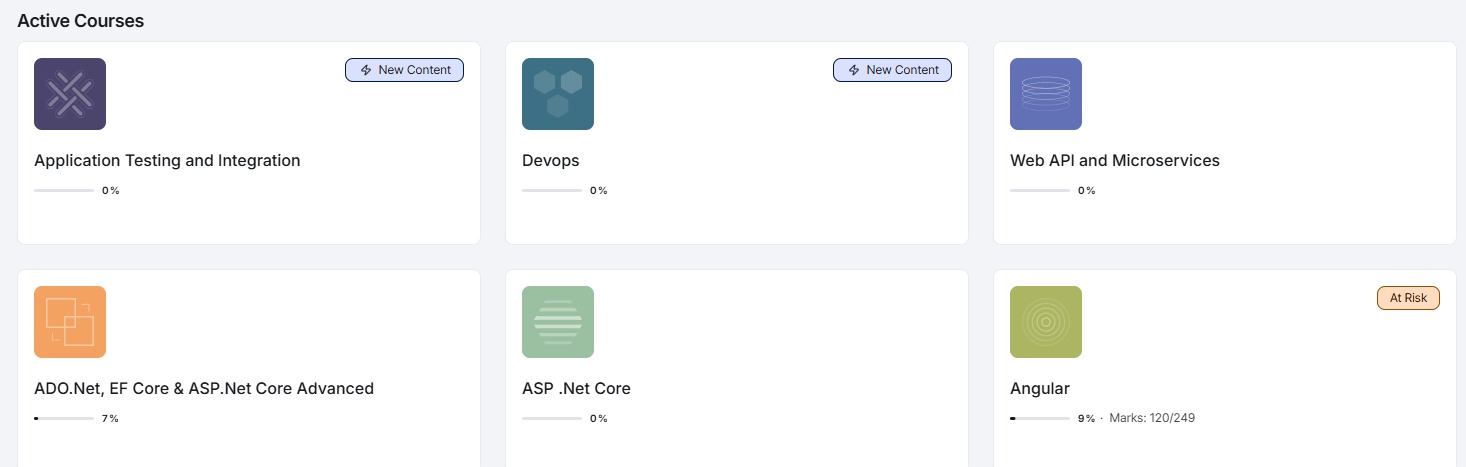 Active Courses
New Content
Application Testing and Integration
0%
New Content
Devops
0%
Web API and Microservices
0%
ADO.Net, EF Core & ASP.Net Core Advanced
7%
ASP .Net Core
0%
At Risk
Angular
9% · Marks: 120/249